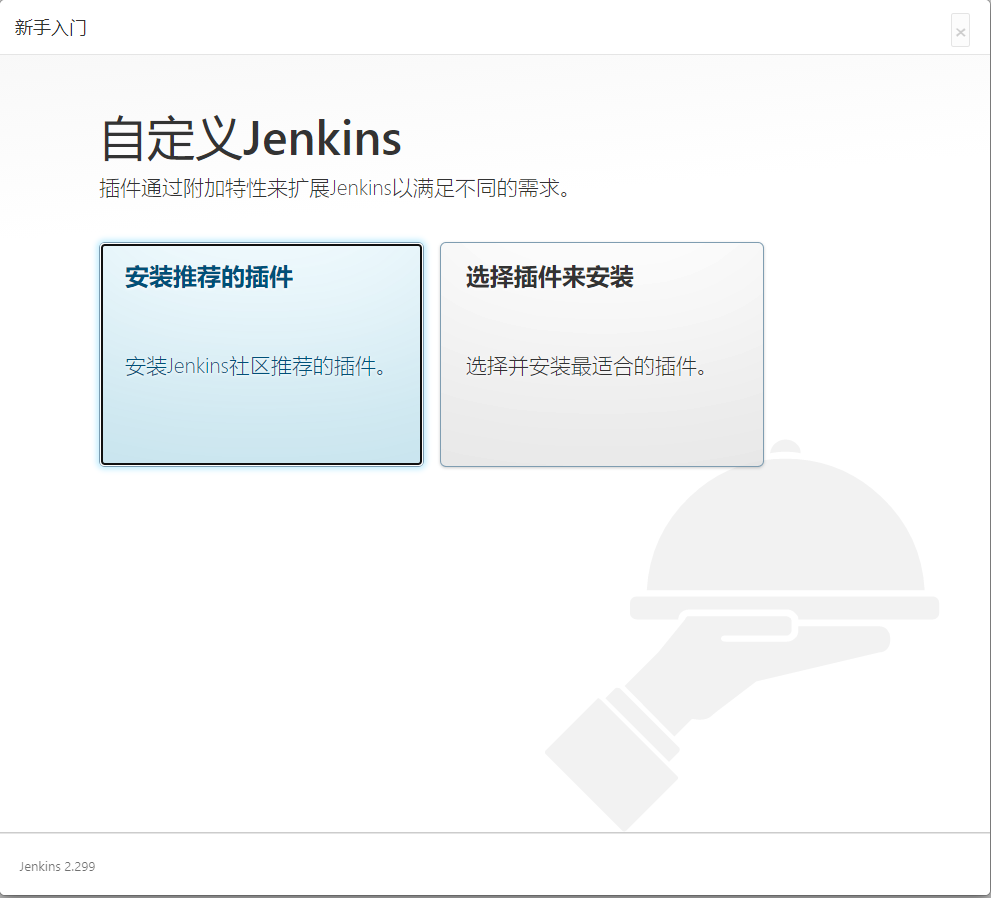 新手入门
×
自定义Jenkins
插件通过附加特性来扩展Jenkins以满足不同的需求。
安装推荐的插件
安装Jenkins社区推荐的插件。
选择插件来安装
选择并安装最适合的插件。
Jenkins 2.299